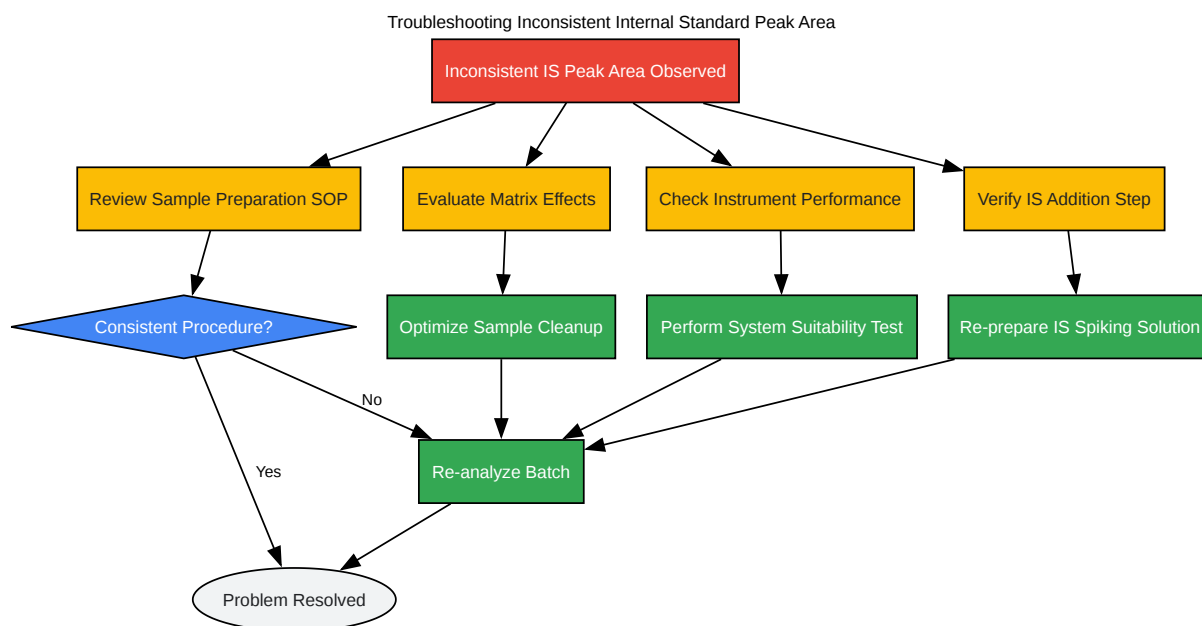 Troubleshooting Inconsistent Internal Standard Peak Area
Inconsistent IS Peak Area Observed
Review Sample Preparation SOP
Evaluate Matrix Effects
Check Instrument Performance
Verify IS Addition Step
Consistent Procedure?
Optimize Sample Cleanup
Perform System Suitability Test
Re-prepare IS Spiking Solution
No
Yes
Re-analyze Batch
Problem Resolved